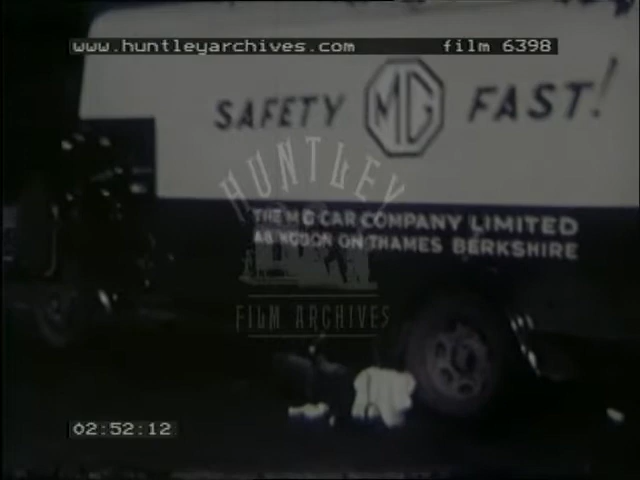 www.huntleyarchives.com film 6398
SAFETY MG FAST!
HUNTLEY
THE M G CAR COMPANY LIMITED
ON THAMES BERKSHIRE
FILM ARCHIVES
02:52:12